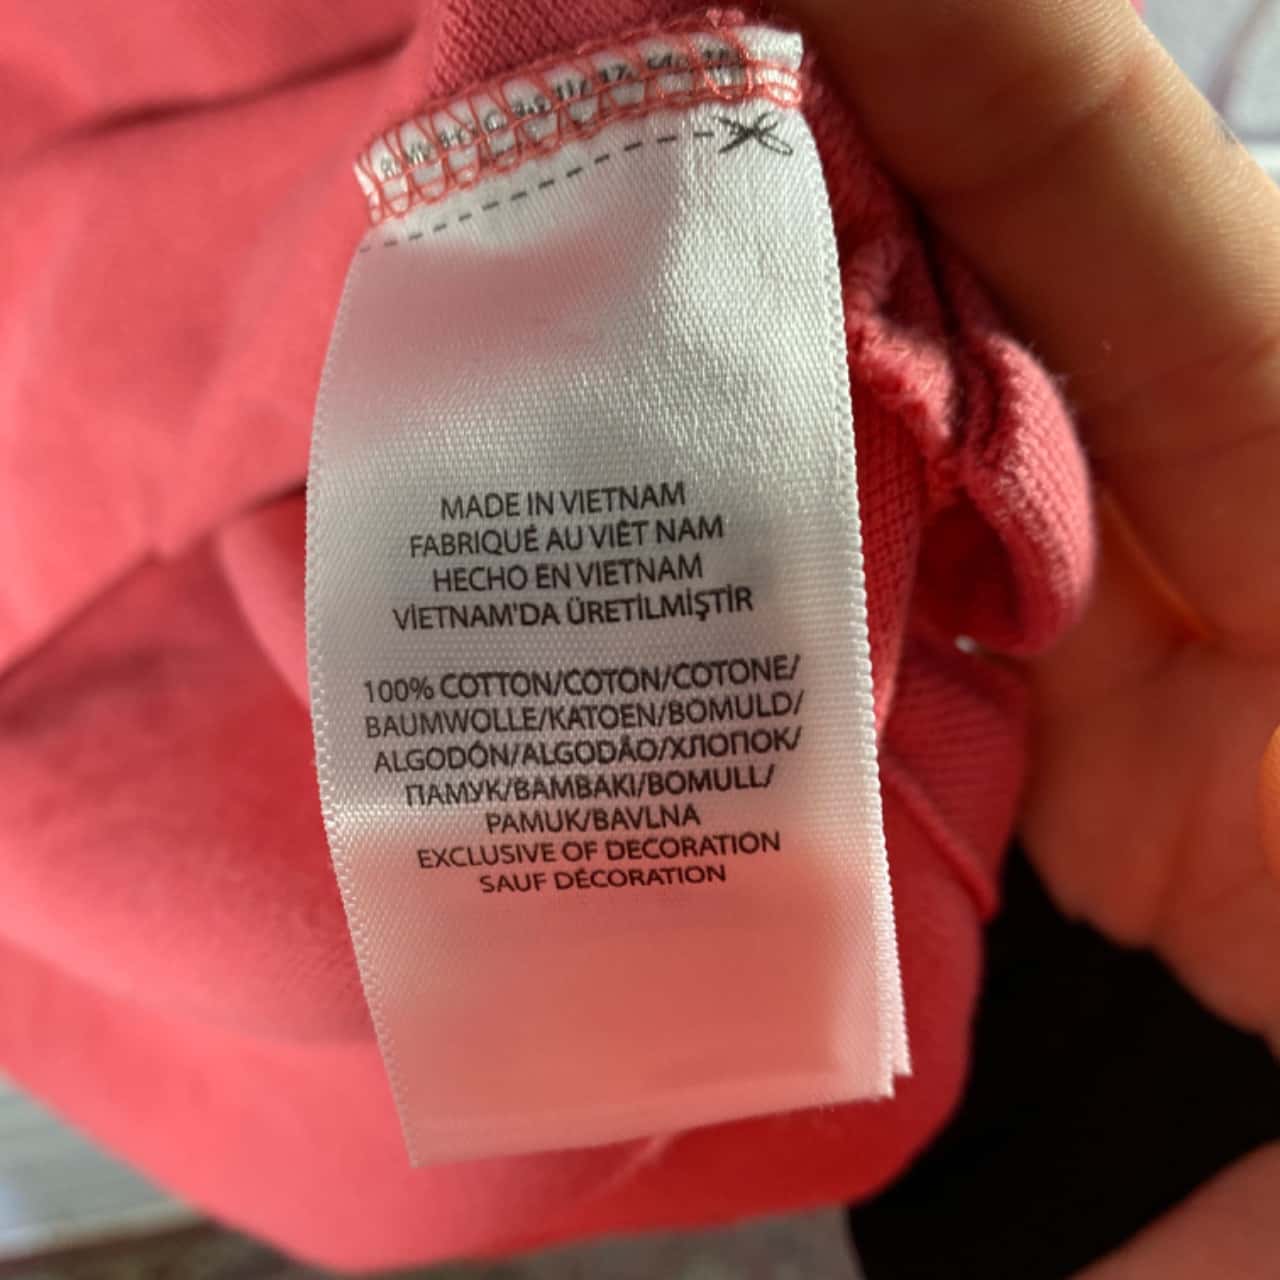 MADE IN VIETNAM
FABRIQUÉ AU VIÊT NAM
HECHO EN VIETNAM
VİETNAM'DA ÜRETİLMİŞTİR
100% COTTON/COTON/COTONE/
BAUMWOLLE/KATOEN/BOMULD/
ALGODÓN/ALGODÃO/ХЛОПОК/
ПАМУК/ΒΑΜΒΑΚΙ/BOMULL/
PAMUK/BAVLNA
EXCLUSIVE OF DECORATION
SAUF DÉCORATION